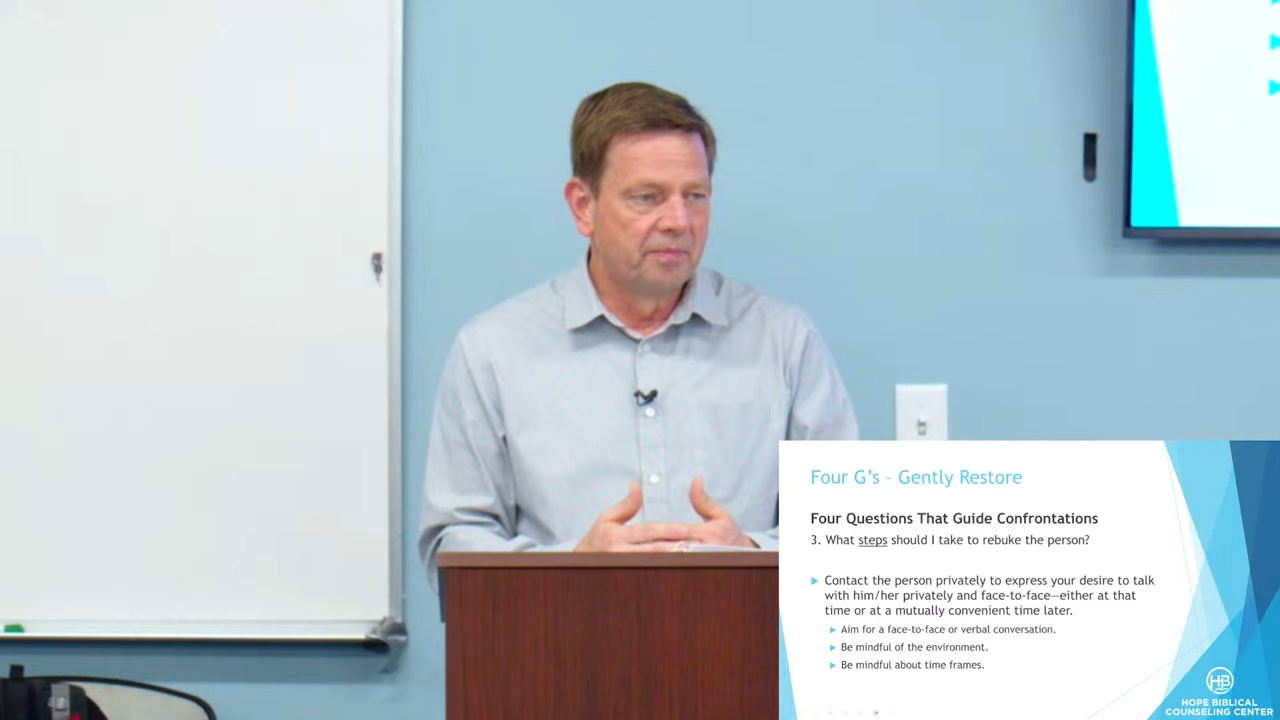 Four G's – Gently Restore
Four Questions That Guide Confrontations
3. What steps should I take to rebuke the person?
Contact the person privately to express your desire to talk
with him/her privately and face-to-face—either at that
time or at a mutually convenient time later.
Aim for a face-to-face or verbal conversation.
Be mindful of the environment.
Be mindful about time frames.
HB
HOPE BIBLICAL
COUNSELING CENTER